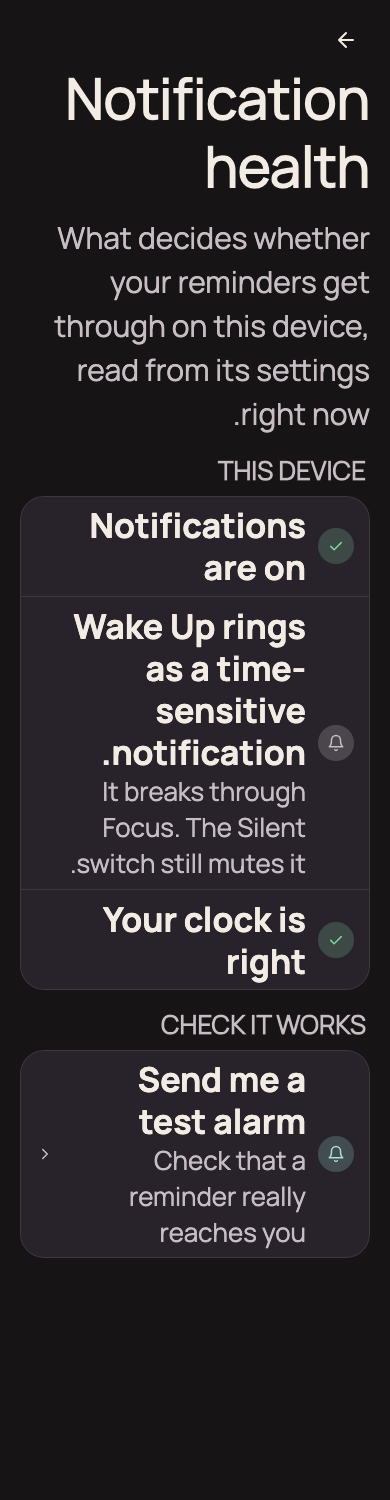 Notification
health
What decides whether
your reminders get
through on this device,
read from its settings
.right now
THIS DEVICE
Notifications
are on
Wake Up rings
as a time-
sensitive
.notification
It breaks through
Focus. The Silent
.switch still mutes it
Your clock is
right
CHECK IT WORKS
Send me a
test alarm
Check that a
reminder really
reaches you